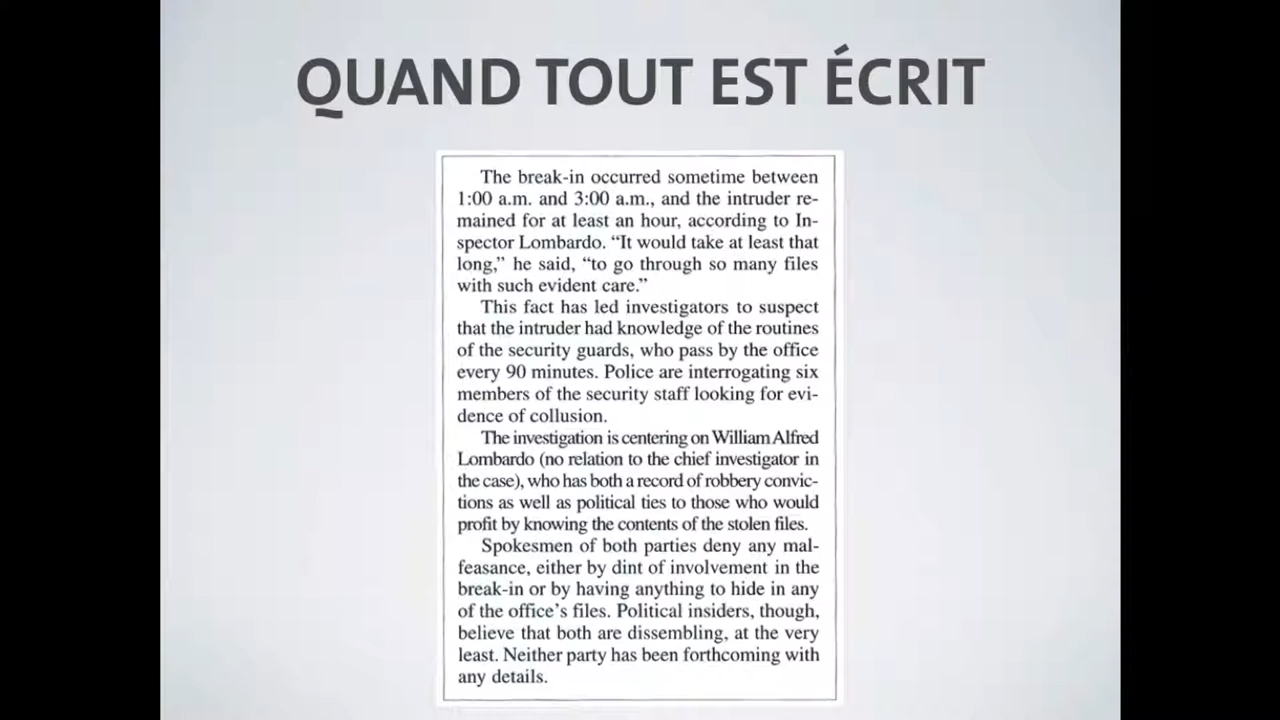 QUAND TOUT EST ÉCRIT
The break-in occurred sometime between
1:00 a.m. and 3:00 a.m., and the intruder re-
mained for at least an hour, according to In-
spector Lombardo. “It would take at least that
long,” he said, “to go through so many files
with such evident care.”
This fact has led investigators to suspect
that the intruder had knowledge of the routines
of the security guards, who pass by the office
every 90 minutes. Police are interrogating six
members of the security staff looking for evi-
dence of collusion.
The investigation is centering on William Alfred
Lombardo (no relation to the chief investigator in
the case), who has both a record of robbery convic-
tions as well as political ties to those who would
profit by knowing the contents of the stolen files.
Spokesmen of both parties deny any mal-
feasance, either by dint of involvement in the
break-in or by having anything to hide in any
of the office’s files. Political insiders, though,
believe that both are dissembling, at the very
least. Neither party has been forthcoming with
any details.